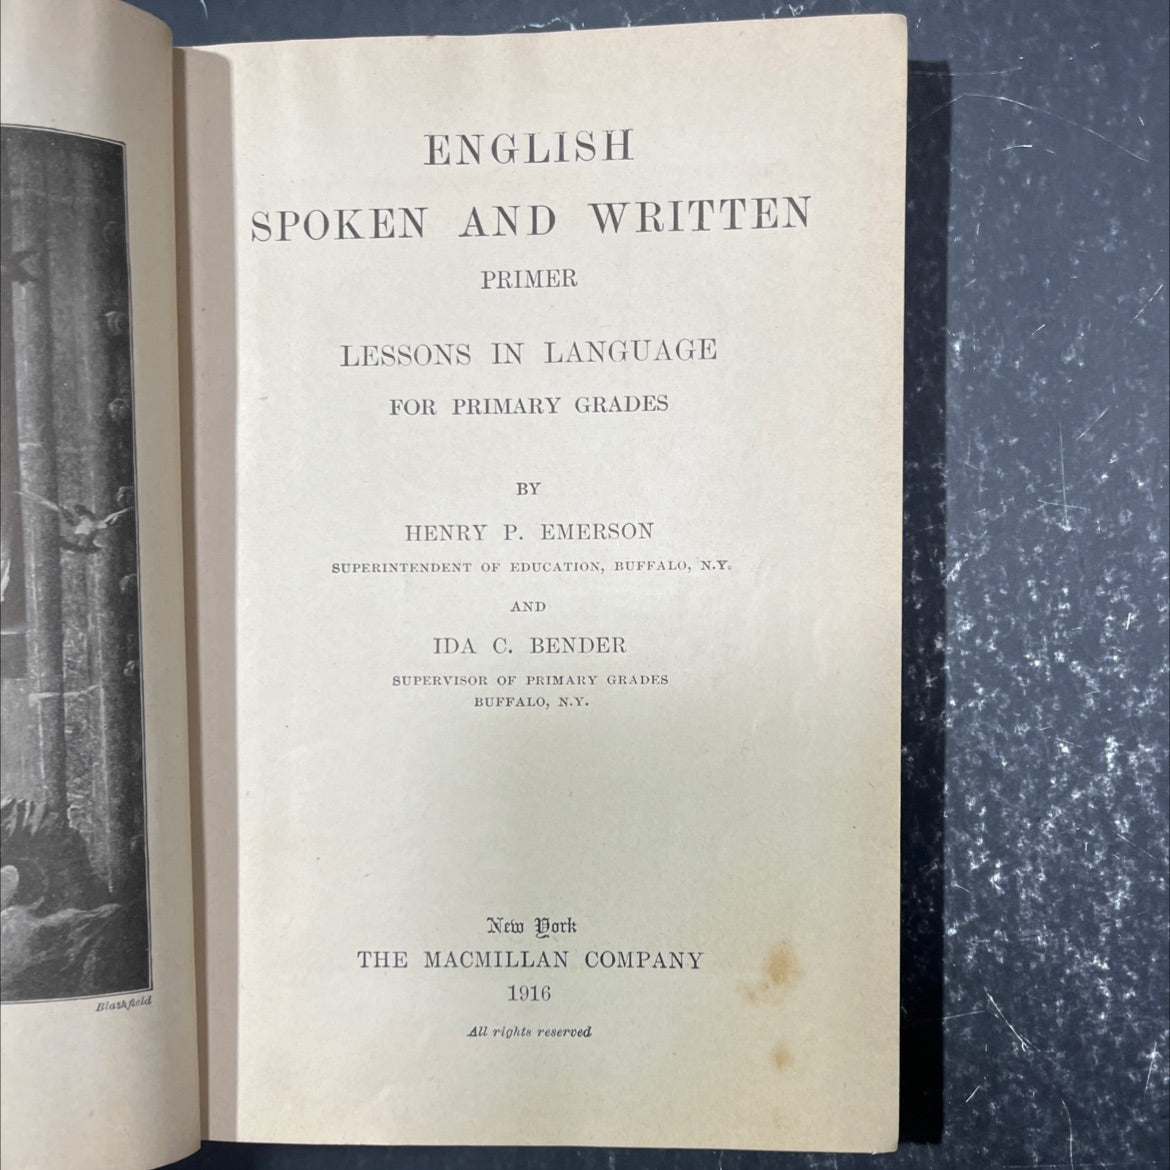 Blashfield
ENGLISH
SPOKEN AND WRITTEN
PRIMER
LESSONS IN LANGUAGE
FOR PRIMARY GRADES
BY
HENRY P. EMERSON
SUPERINTENDENT OF EDUCATION, BUFFALO, N.Y.
AND
IDA C. BENDER
SUPERVISOR OF PRIMARY GRADES
BUFFALO, N.Y.
New York
THE MACMILLAN COMPANY
1916
All rights reserved